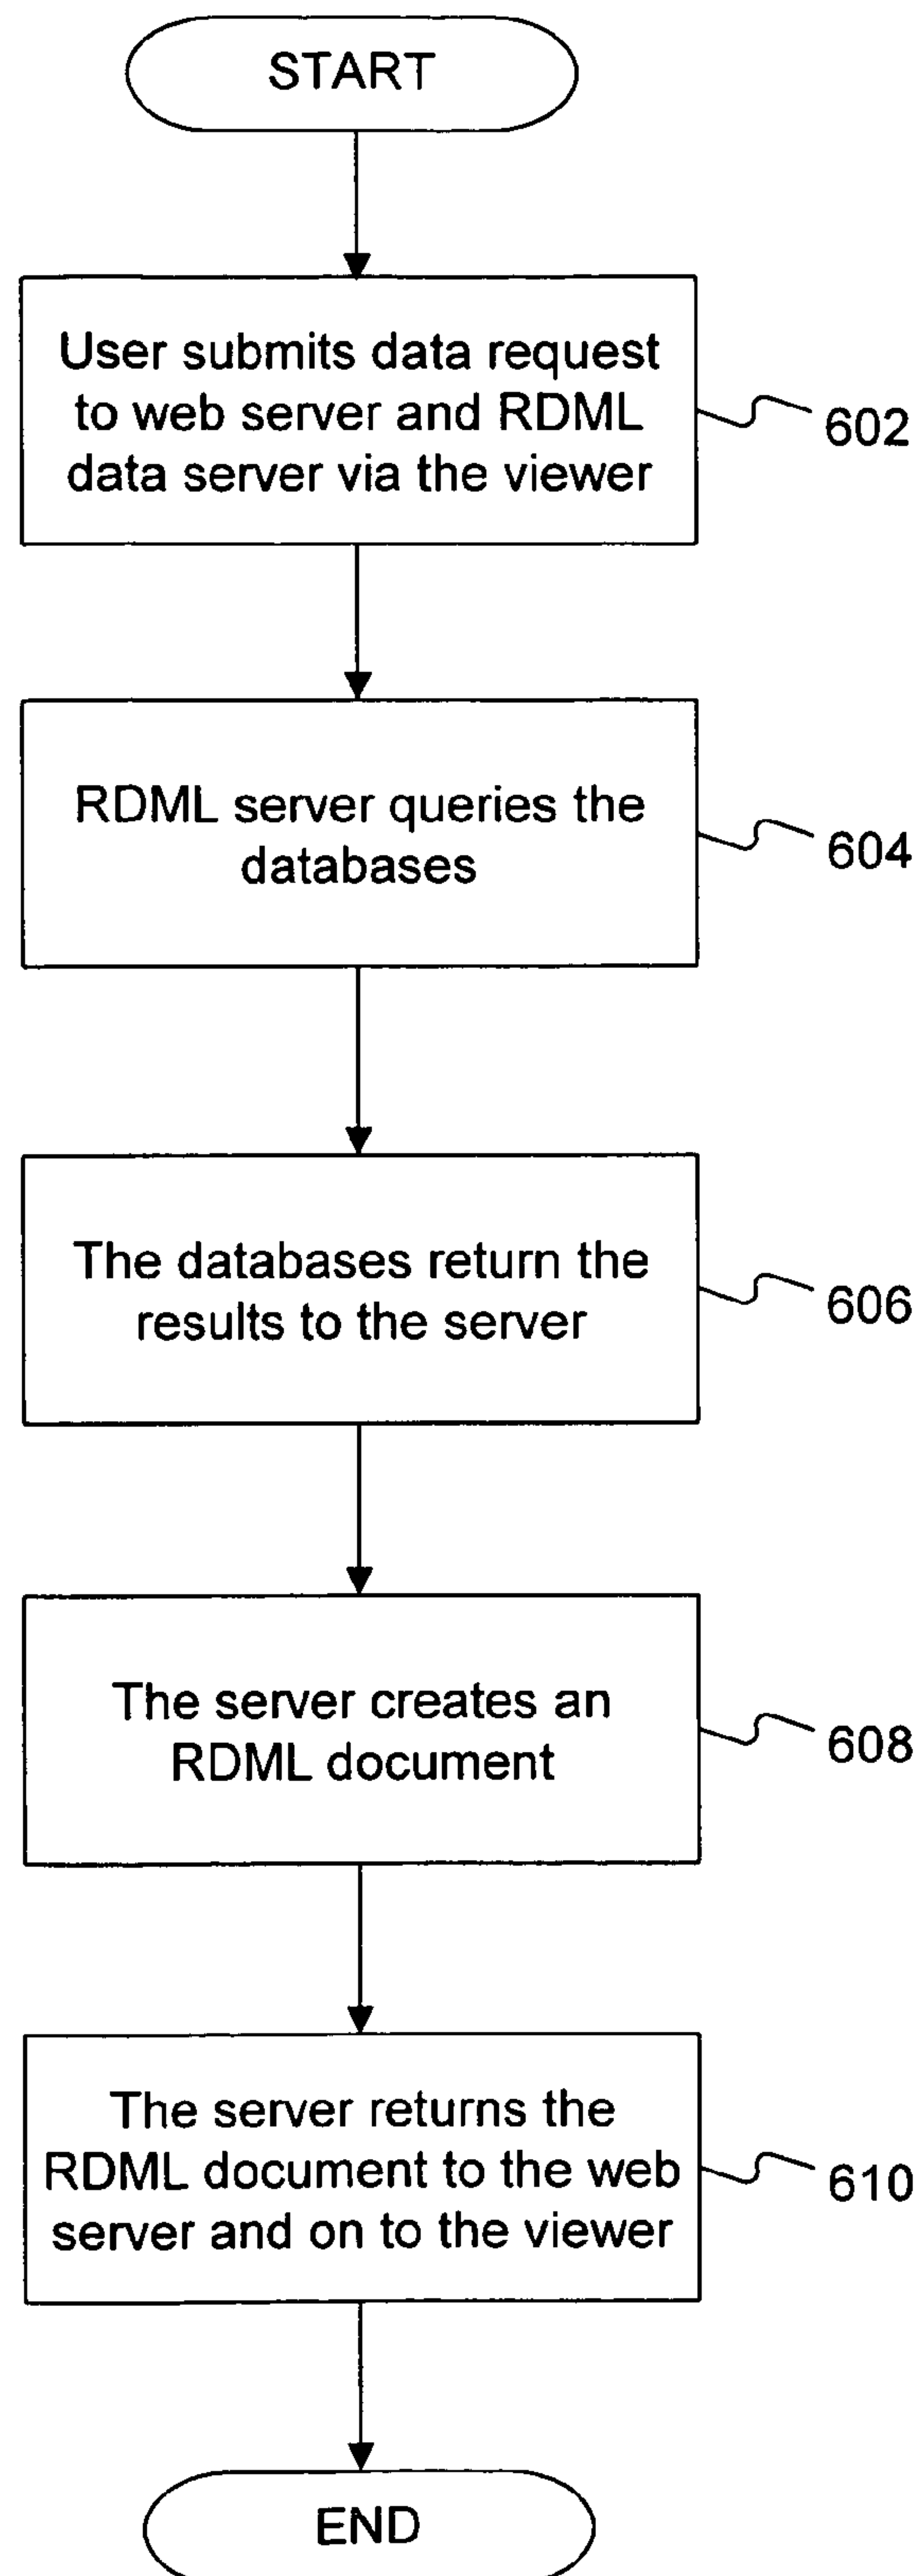 START
User submits data request
to web server and RDML
data server via the viewer
602
RDML server queries the
databases
604
The databases return the
results to the server
606
The server creates an
RDML document
608
The server returns the
RDML document to the web
server and on to the viewer
610
END